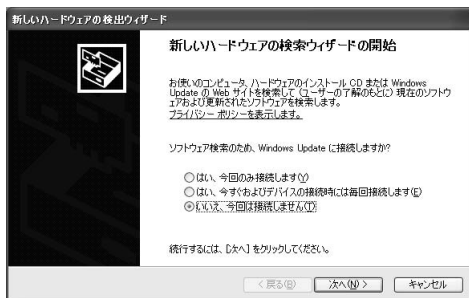 新しいハードウェアの検出ウィザード
新しいハードウェアの検索ウィザードの開始
お使いのコンピュータ、ハードウェアのインストール CD または Windows
Update の Web サイトを検索して (ユーザーの了解のもとに) 現在のソフトウ
ェアおよび更新されたソフトウェアを検索します。
プライバシー ポリシーを表示します。
ソフトウェア検索のため、Windows Update に接続しますか?
はい、今回のみ接続します(Y)
はい、今すぐおよびデバイスの接続時には毎回接続します(E)
いいえ、今回は接続しません(T)
続行するには、[次へ] をクリックしてください。
< 戻る(B)
次へ(N) >
キャンセル